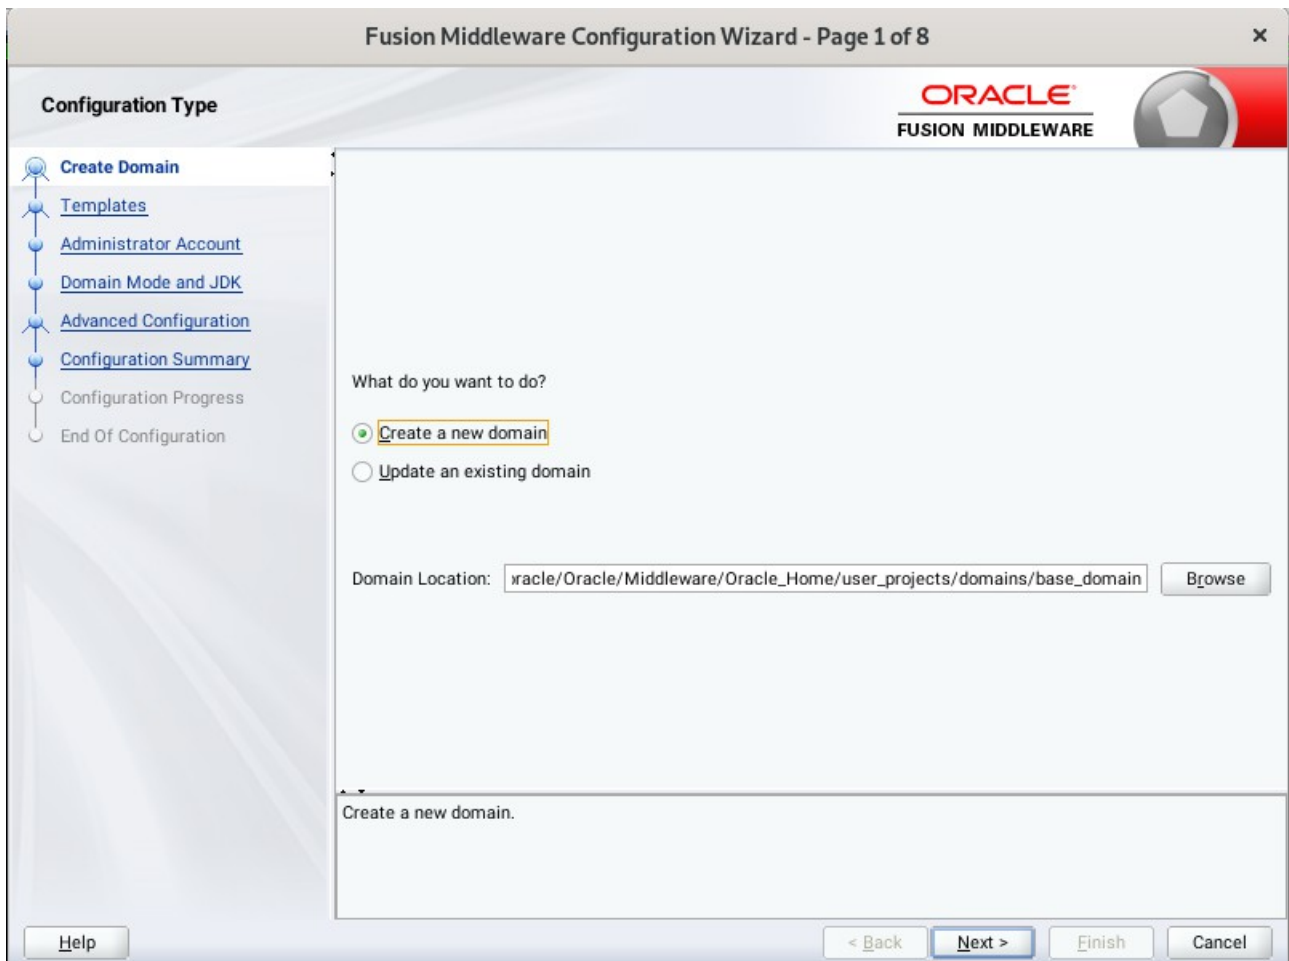 Fusion Middleware Configuration Wizard - Page 1 of 8
Configuration Type
ORACLE
FUSION MIDDLEWARE
Create Domain
Templates
Administrator Account
Domain Mode and JDK
Advanced Configuration
Configuration Summary
Configuration Progress
End Of Configuration
What do you want to do?
Create a new domain
Update an existing domain
Domain Location: racle/Oracle/Middleware/Oracle_Home/user_projects/domains/base_domain Browse
Create a new domain.
Help < Back Next > Finish Cancel